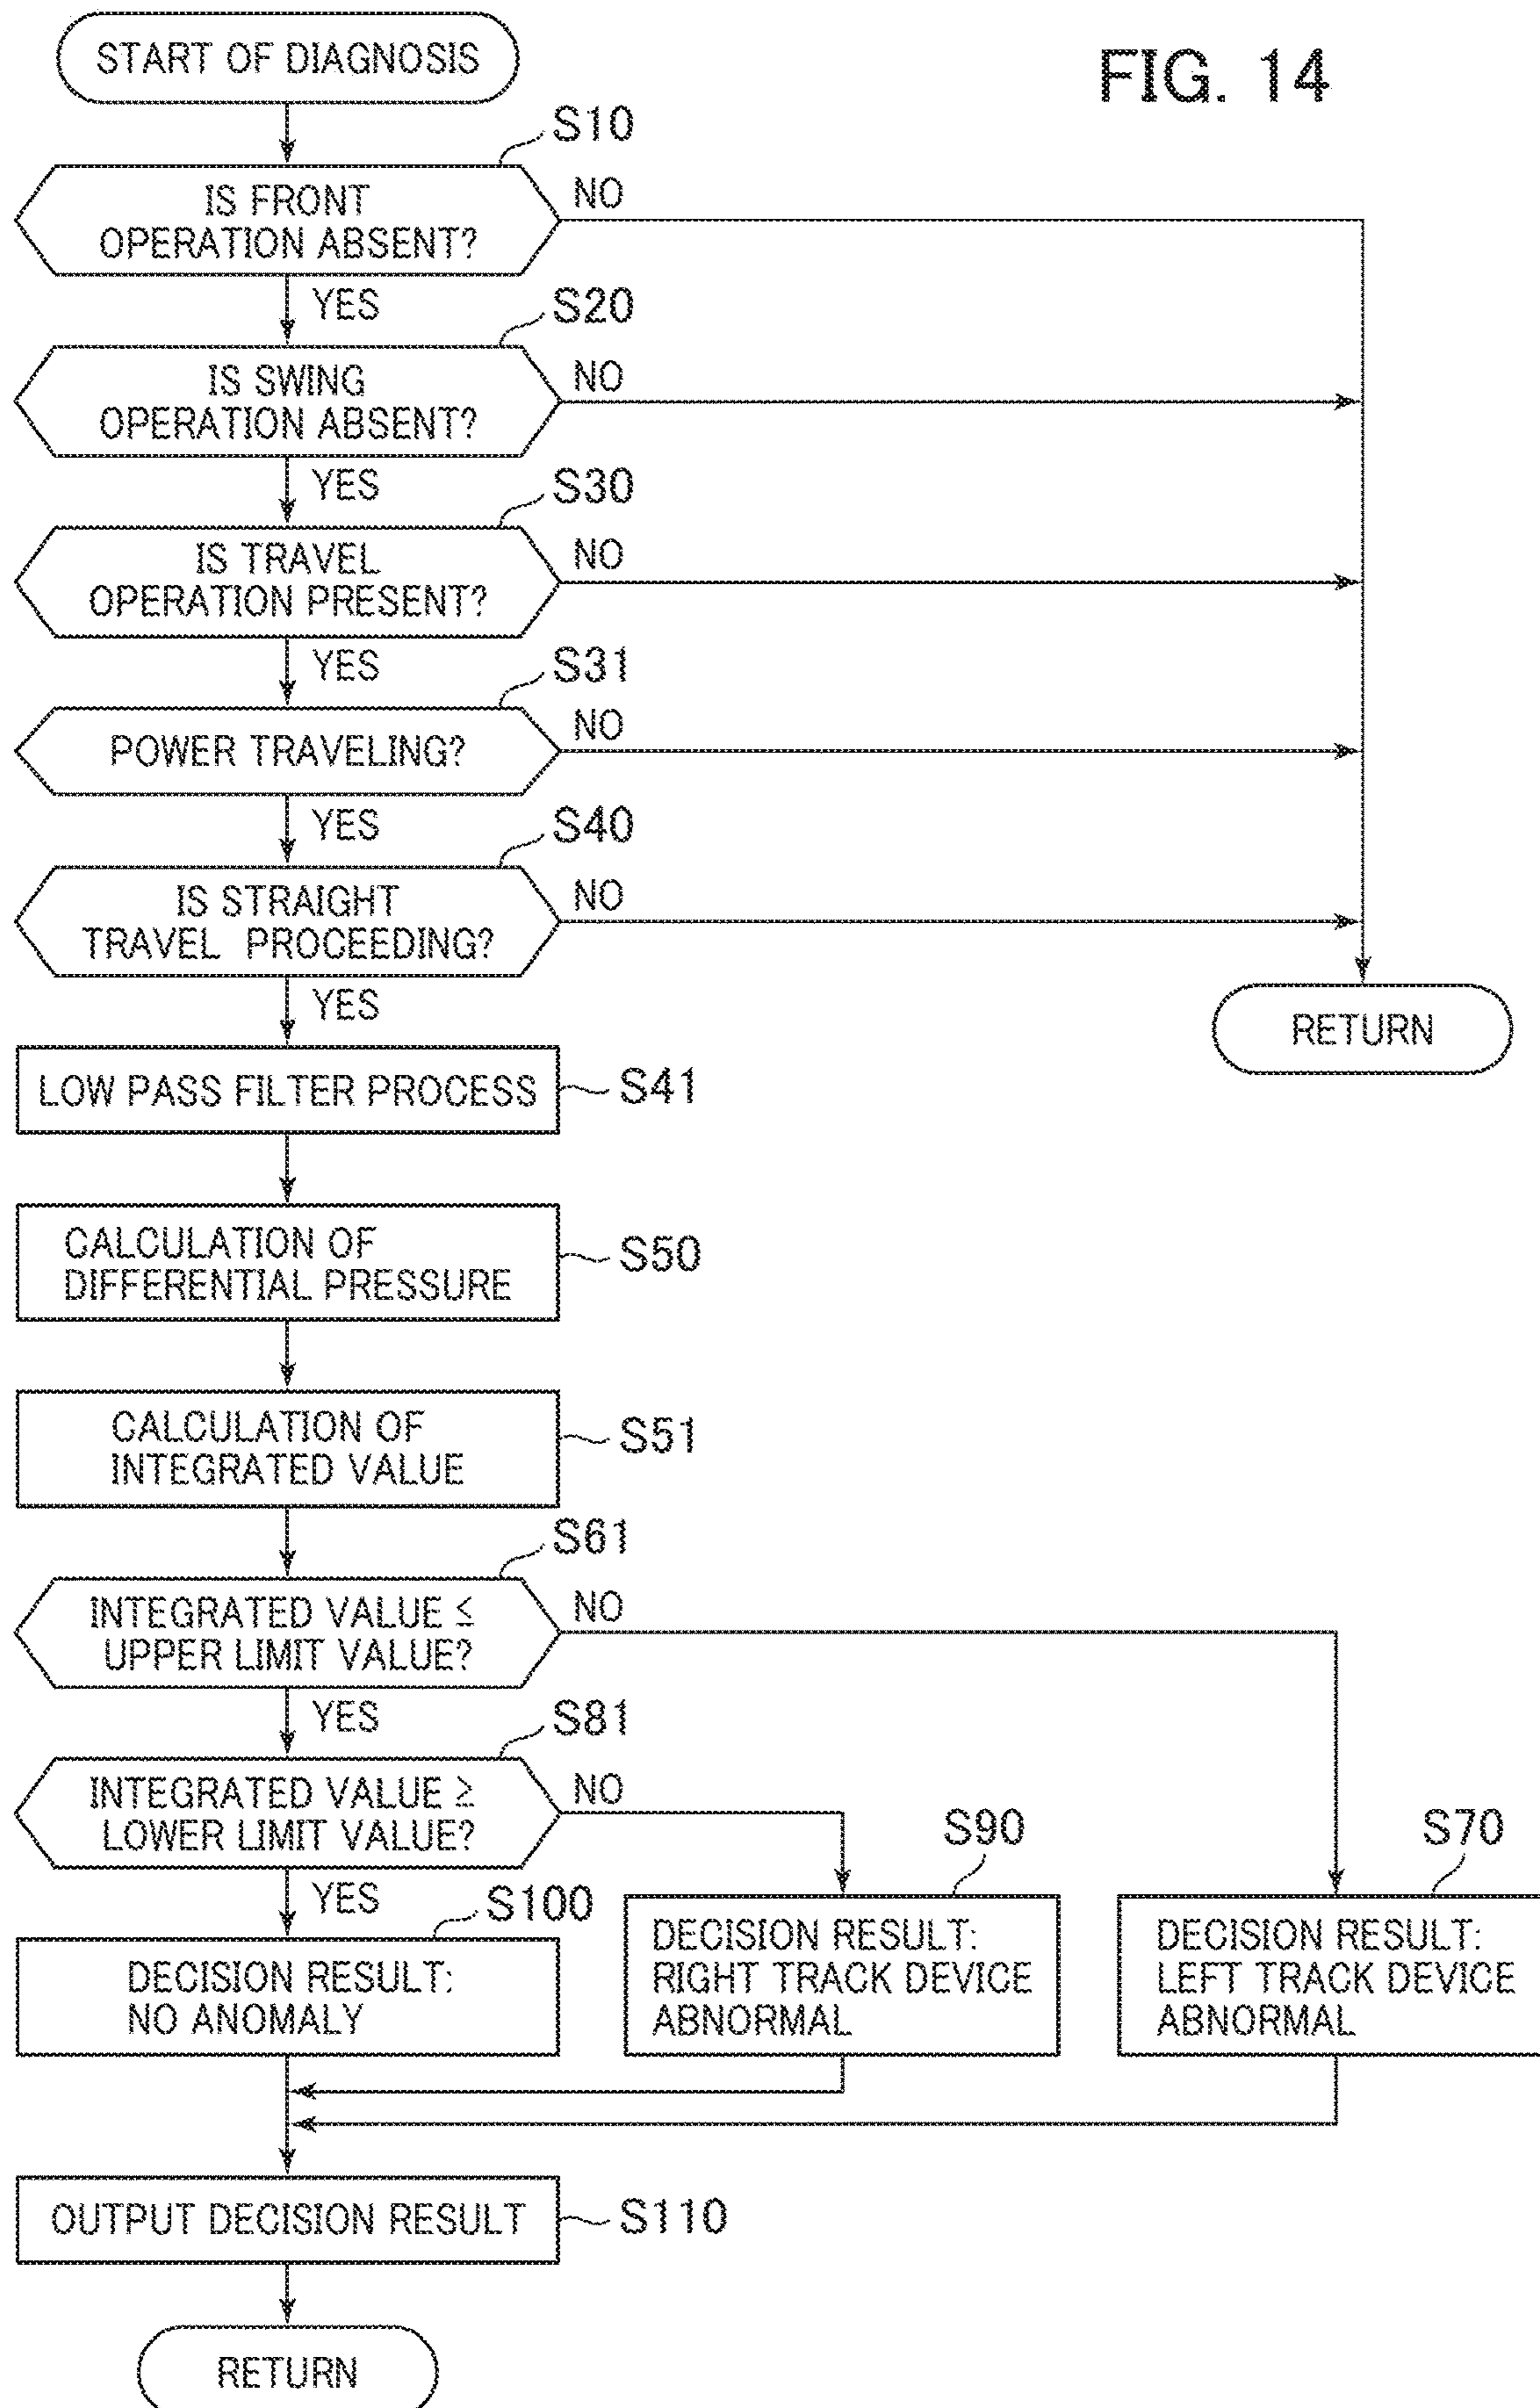 FIG. 14
START OF DIAGNOSIS
S10
IS FRONT
OPERATION ABSENT?
NO
YES
S20
IS SWING
OPERATION ABSENT?
NO
YES
S30
IS TRAVEL
OPERATION PRESENT?
NO
YES
S31
POWER TRAVELING?
NO
YES
S40
IS STRAIGHT
TRAVEL PROCEEDING?
NO
YES
RETURN
LOW PASS FILTER PROCESS
S41
CALCULATION OF
DIFFERENTIAL PRESSURE
S50
CALCULATION OF
INTEGRATED VALUE
S51
S61
INTEGRATED VALUE ≤
UPPER LIMIT VALUE?
NO
YES
S81
INTEGRATED VALUE ≥
LOWER LIMIT VALUE?
NO
YES
S100
DECISION RESULT:
NO ANOMALY
S90
DECISION RESULT:
RIGHT TRACK DEVICE
ABNORMAL
S70
DECISION RESULT:
LEFT TRACK DEVICE
ABNORMAL
OUTPUT DECISION RESULT
S110
RETURN